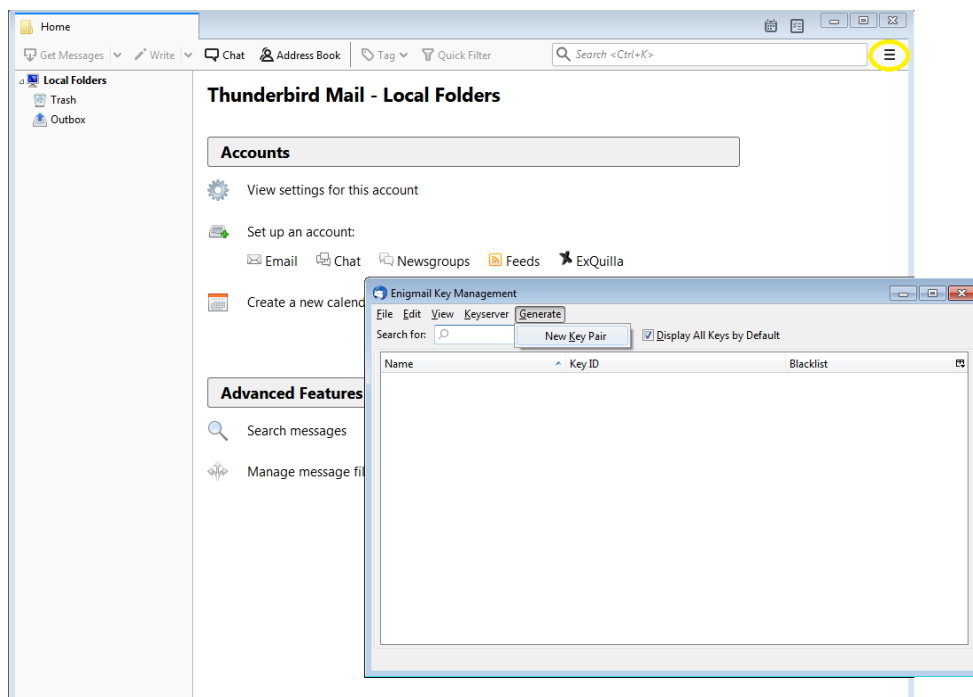 Home
Get Messages Write Chat Address Book Tag Quick Filter Search <Ctrl+K>
Local Folders
Trash
Outbox
Thunderbird Mail - Local Folders
Accounts
View settings for this account
Set up an account:
Email Chat Newsgroups Feeds ExQuilla
Create a new calend
Advanced Features
Search messages
Manage message fil
Enigmail Key Management
File Edit View Keyserver Generate
Search for: New Key Pair Display All Keys by Default
Name Key ID Blacklist